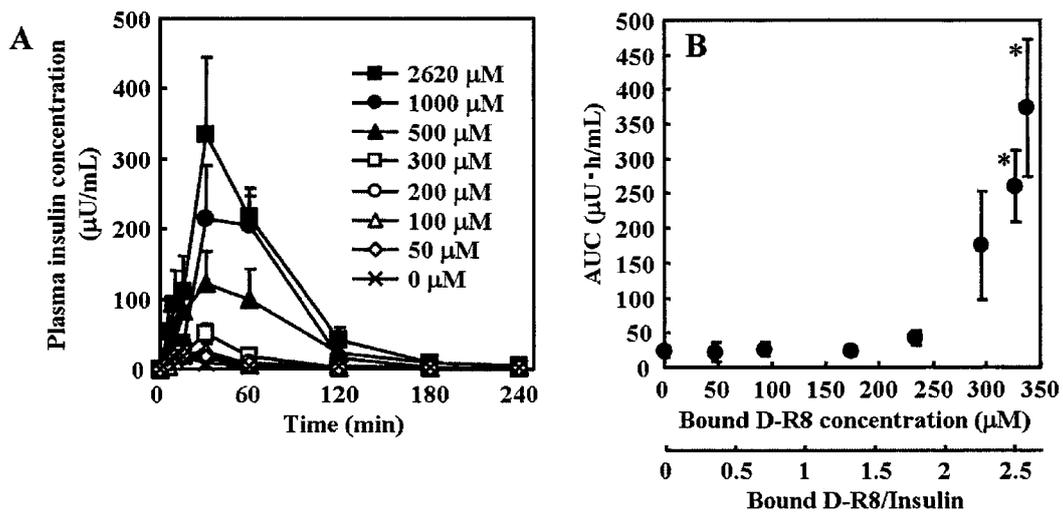 A
Plasma insulin concentration
(μU/mL)
500
400
300
200
100
0
2620 μM
1000 μM
500 μM
300 μM
200 μM
100 μM
50 μM
0 μM
0 60 120 180 240
Time (min)
B
AUC (μU·h/mL)
500
450
400
350
300
250
200
150
100
50
0
*
*
0 50 100 150 200 250 300 350
Bound D-R8 concentration (μM)
0 0.5 1 1.5 2 2.5
Bound D-R8/Insulin